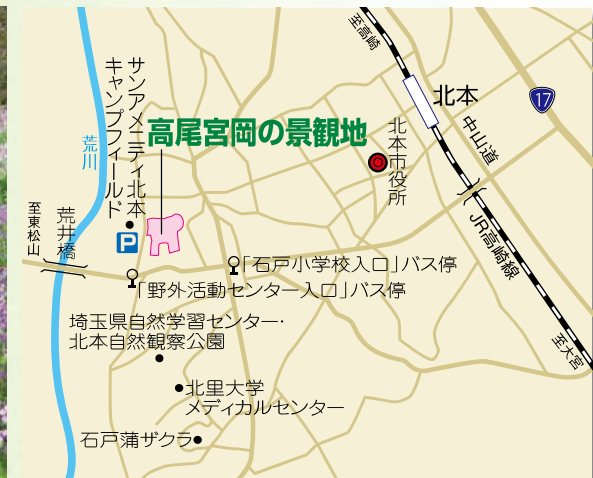 至高崎
北本
17
中山道
北本市役所
サンアメニティ北本
キャンプフィールド
高尾宮岡の景観地
荒川
荒井橋
至東松山
P
JR高崎線
「石戸小学校入口」バス停
「野外活動センター入口」バス停
埼玉県自然学習センター・
北本自然観察公園
至大宮
北里大学
メディカルセンター
石戸蒲ザクラ